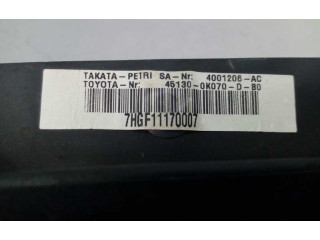 TAKATA-PETRI SA-Nr: 4001206-AC
TOYOTA-Nr: 45130-0K070-D-B0
7HGF11170007